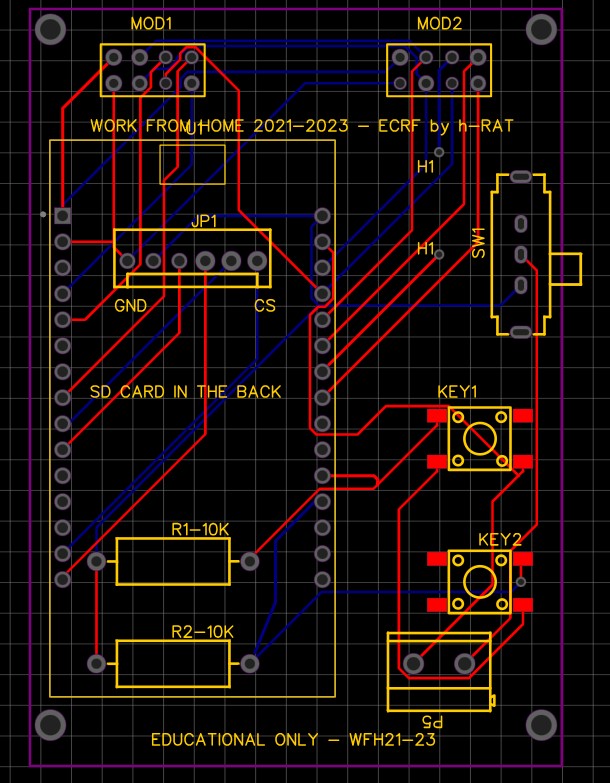 MOD1
MOD2
WORK FROM HOME 2021-2023 - ECRF by h-RAT
U1
H1
JP1
SW1
H1
GND
CS
SD CARD IN THE BACK
KEY1
R1-10K
KEY2
R2-10K
P5
EDUCATIONAL ONLY - WFH21-23